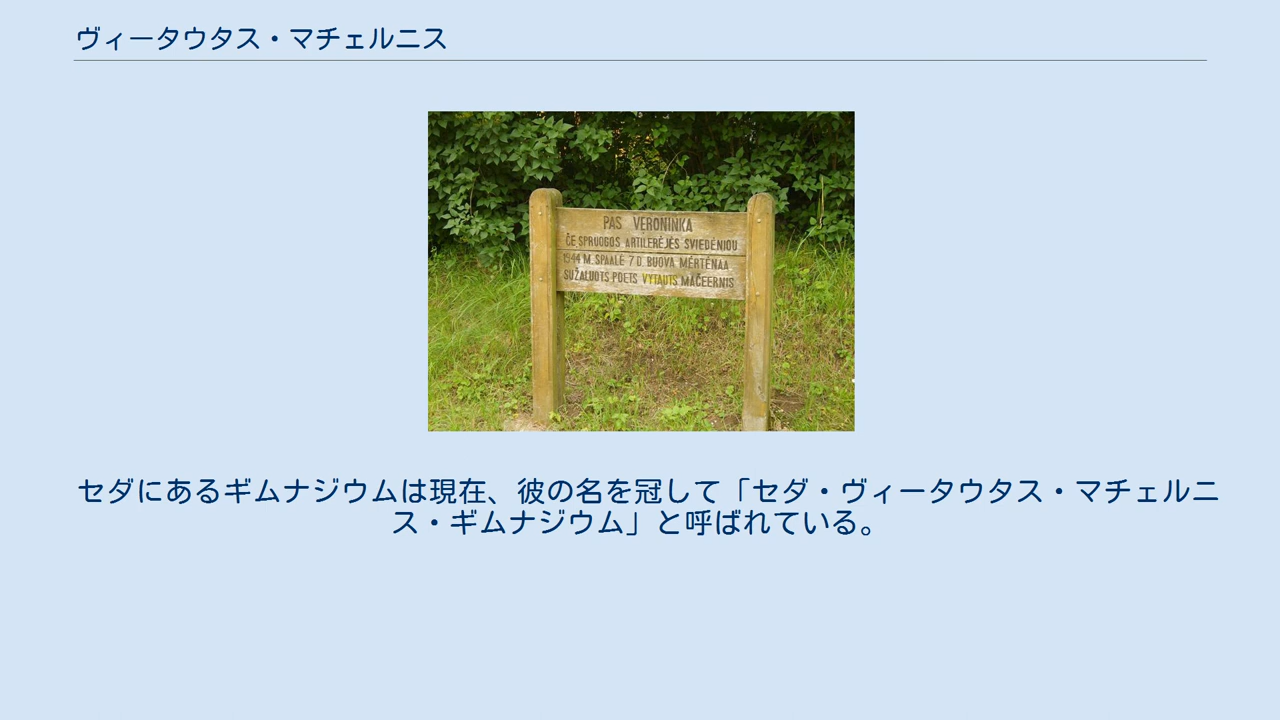 ヴィータウタス・マチェルニス
PAS VERONINKA
ČE SPRUOGOS ARTILERĖJĖS SVIEDĖNIOU
1944 M. SPAALĖ 7 D. BUOVA MĖRTĖNAA
SUŽALUOTS POETS VYTAUTS MAČEERNIS
セダにあるギムナジウムは現在、彼の名を冠して「セダ・ヴィータウタス・マチェルニ
ス・ギムナジウム」と呼ばれている。